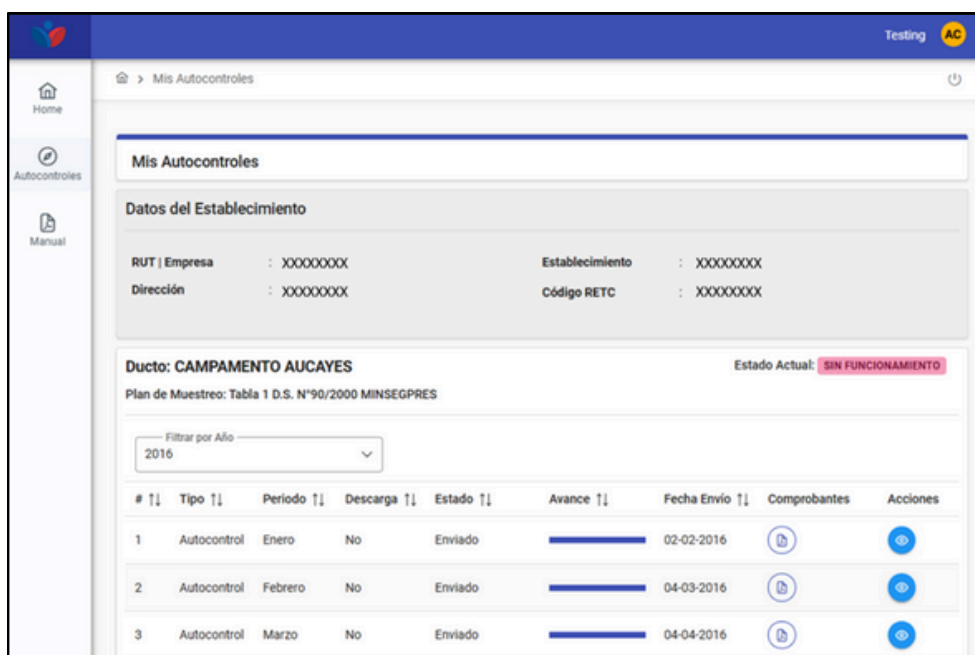 Testing AC
Mis Autocontroles
Home
Autocontroles
Manual
Mis Autocontroles
Datos del Establecimiento
RUT | Empresa : XXXXXXXX Establecimiento : XXXXXXXX
Dirección : XXXXXXXX Código RETC : XXXXXXXX
Ducto: CAMPAMENTO AUCAYES Estado Actual: SIN FUNCIONAMIENTO
Plan de Muestreo: Tabla 1 D.S. N°90/2000 MINSEGPRES
Filtrar por Año
2016
# Tipo Periodo Descarga Estado Avance Fecha Envío Comprobantes Acciones
1 Autocontrol Enero No Enviado 02-02-2016
2 Autocontrol Febrero No Enviado 04-03-2016
3 Autocontrol Marzo No Enviado 04-04-2016